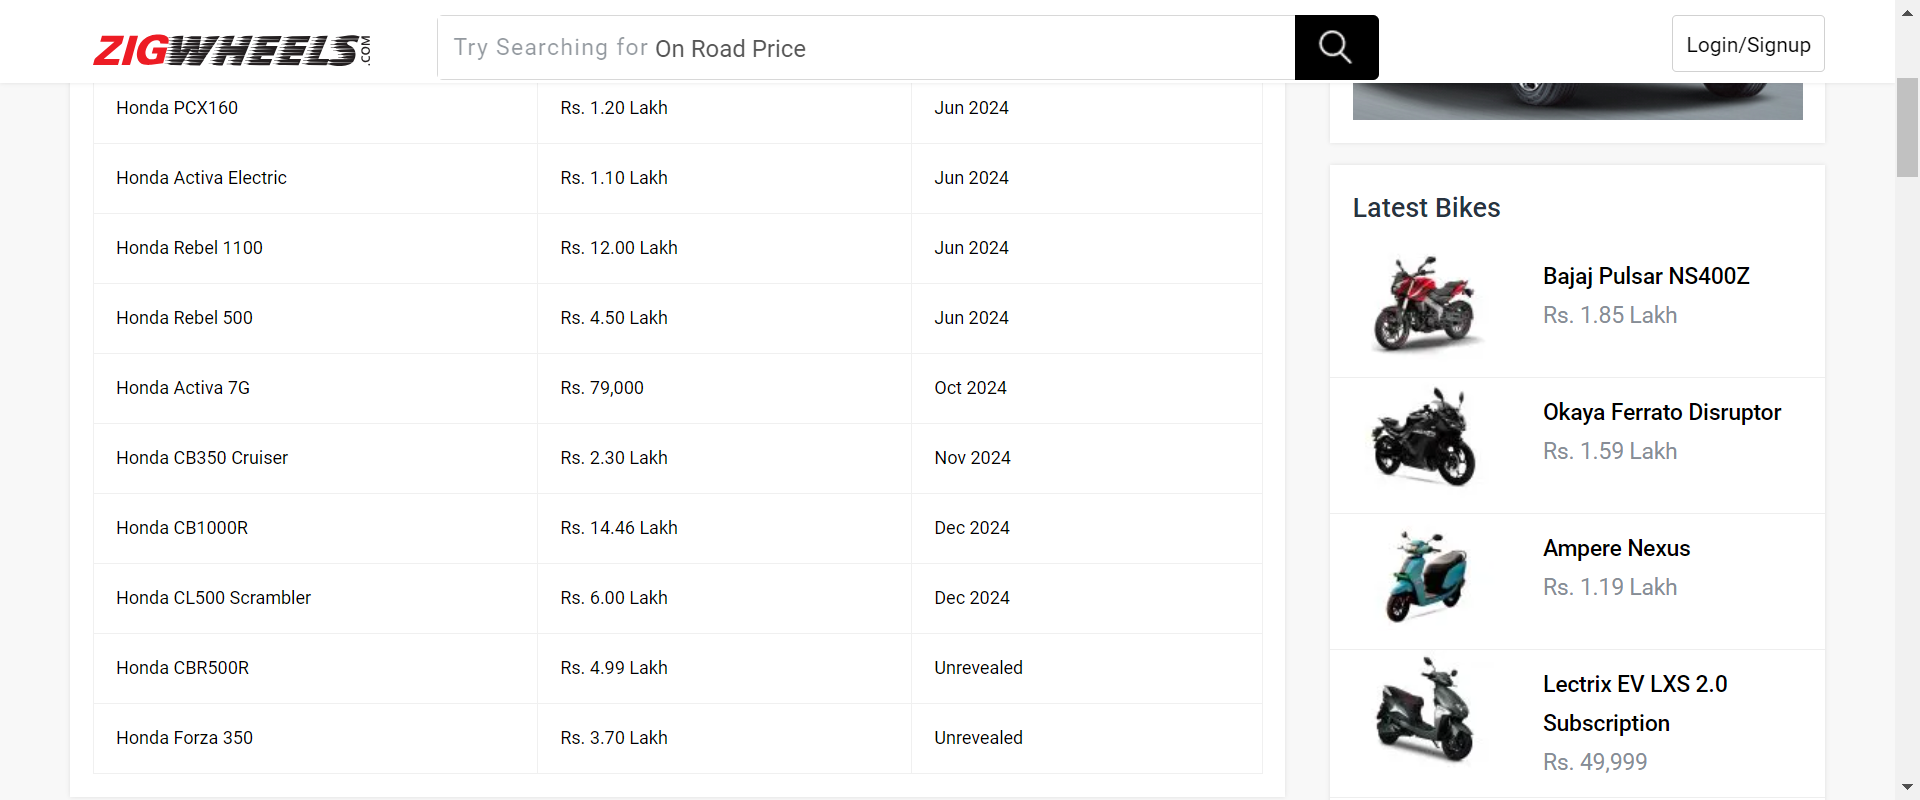 ZIGWHEELS.COM
Try Searching for On Road Price
Login/Signup
Honda PCX160 Rs. 1.20 Lakh Jun 2024
Honda Activa Electric Rs. 1.10 Lakh Jun 2024
Honda Rebel 1100 Rs. 12.00 Lakh Jun 2024
Honda Rebel 500 Rs. 4.50 Lakh Jun 2024
Honda Activa 7G Rs. 79,000 Oct 2024
Honda CB350 Cruiser Rs. 2.30 Lakh Nov 2024
Honda CB1000R Rs. 14.46 Lakh Dec 2024
Honda CL500 Scrambler Rs. 6.00 Lakh Dec 2024
Honda CBR500R Rs. 4.99 Lakh Unrevealed
Honda Forza 350 Rs. 3.70 Lakh Unrevealed
Latest Bikes
Bajaj Pulsar NS400Z
Rs. 1.85 Lakh
Okaya Ferrato Disruptor
Rs. 1.59 Lakh
Ampere Nexus
Rs. 1.19 Lakh
Lectrix EV LXS 2.0
Subscription
Rs. 49,999